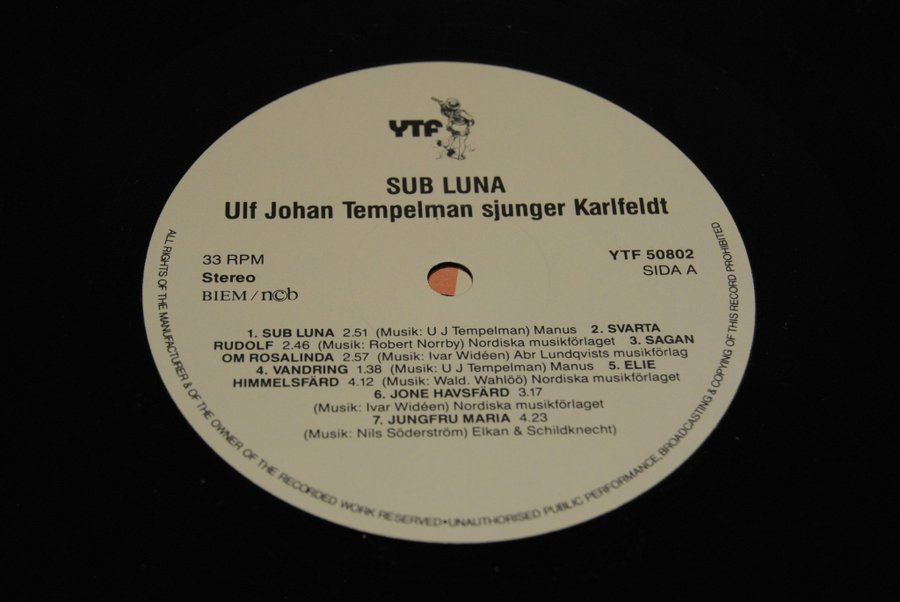 YTF
SUB LUNA
Ulf Johan Tempelman sjunger Karlfeldt
33 RPM
Stereo
BIEM / n©b
YTF 50802
SIDA A
1. SUB LUNA 2.51 (Musik: U J Tempelman) Manus 2. SVARTA
RUDOLF 2.46 (Musik: Robert Norrby) Nordiska musikförlaget 3. SAGAN
OM ROSALINDA 2.57 (Musik: Ivar Widéen) Abr Lundqvists musikförlag
4. VANDRING 1.38 (Musik: U J Tempelman) Manus 5. ELIE
HIMMELSFÄRD 4.12 (Musik: Wald. Wahlöö) Nordiska musikförlaget
6. JONE HAVSFÄRD 3.17
(Musik: Ivar Widéen) Nordiska musikförlaget
7. JUNGFRU MARIA 4.23
(Musik: Nils Söderström) Elkan & Schildknecht)
ALL RIGHTS OF THE MANUFACTURER & OF THE OWNER OF THE RECORDED WORK RESERVED•UNAUTHORISED PUBLIC PERFORMANCE, BROADCASTING & COPYING OF THIS RECORD PROHIBITED